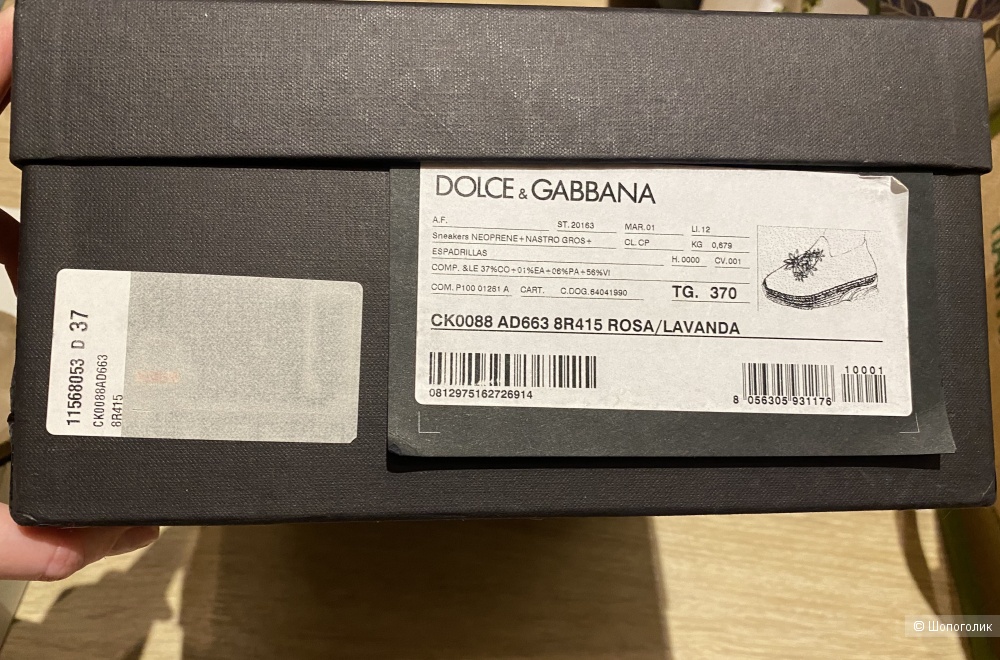 DOLCE & GABBANA
A.F. ST. 20163 MAR. 01 LI. 12
Sneakers NEOPRENE+NASTRO GROS+ CL. CP KG 0,679
ESPADRILLAS H. 0000 CV. 001
COMP. &LE 37%CO+01%EA+06%PA+56%VI
COM. P100 01261 A CART. C.DOG. 64041990 TG. 370
CK0088 AD663 8R415 ROSA/LAVANDA
0812975162726914
8 056305 931176
10001
11568053 D 37
CK0088AD663
8R415
© Шопоголик